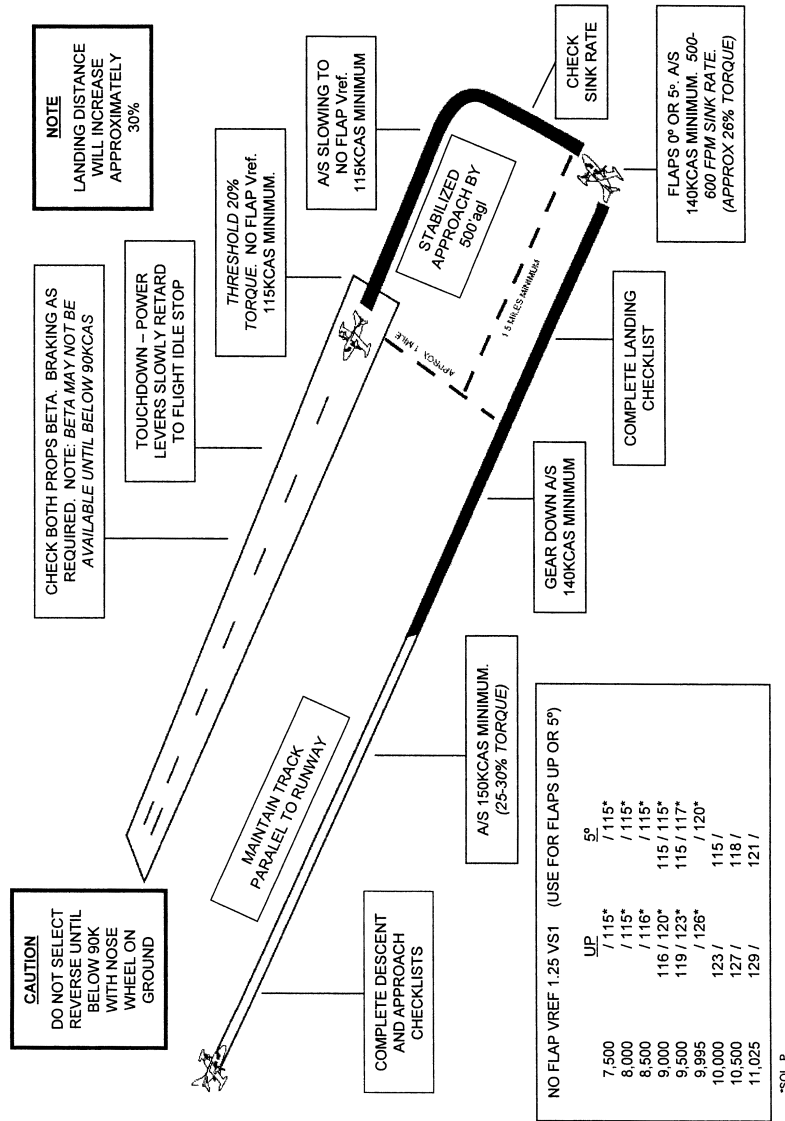 CAUTION
DO NOT SELECT
REVERSE UNTIL
BELOW 90K
WITH NOSE
WHEEL ON
GROUND
CHECK BOTH PROPS BETA. BRAKING AS
REQUIRED. NOTE: BETA MAY NOT BE
AVAILABLE UNTIL BELOW 90KCAS
TOUCHDOWN – POWER
LEVERS SLOWLY RETARD
TO FLIGHT IDLE STOP
NOTE
LANDING DISTANCE
WILL INCREASE
APPROXIMATELY
30%
THRESHOLD 20%
TORQUE. NO FLAP Vref.
115KCAS MINIMUM.
A/S SLOWING TO
NO FLAP Vref.
115KCAS MINIMUM
MAINTAIN TRACK
PARALEL TO RUNWAY
STABILIZED
APPROACH BY
500'agl
APPROX 1 MILE
1.5 MILES MINIMUM
CHECK
SINK RATE
COMPLETE DESCENT
AND APPROACH
CHECKLISTS
A/S 150KCAS MINIMUM.
(25-30% TORQUE)
GEAR DOWN A/S
140KCAS MINIMUM
COMPLETE LANDING
CHECKLIST
FLAPS 0º OR 5º. A/S
140KCAS MINIMUM. 500-
600 FPM SINK RATE.
(APPROX 26% TORQUE)
NO FLAP VREF 1.25 VS1 (USE FOR FLAPS UP OR 5º)
UP 5º
7,500 / 115* / 115*
8,000 / 115* / 115*
8,500 / 116* / 115*
9,000 116 / 120* 115 / 115*
9,500 119 / 123* 115 / 117*
9,995 / 126* / 120*
10,000 123 / 115 /
10,500 127 / 118 /
11,025 129 / 121 /